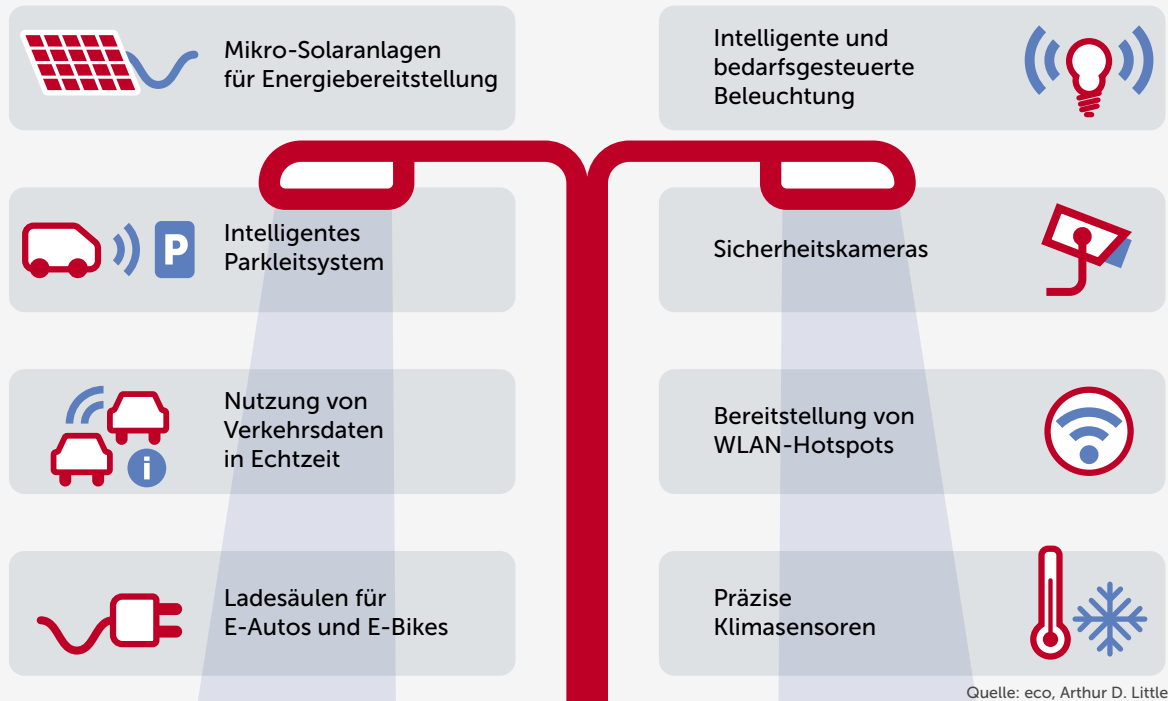 Mikro-Solaranlagen
für Energiebereitstellung
Intelligente und
bedarfsgesteuerte
Beleuchtung
P
Intelligentes
Parkleitsystem
Sicherheitskameras
i
Nutzung von
Verkehrsdaten
in Echtzeit
Bereitstellung von
WLAN-Hotspots
Ladesäulen für
E-Autos und E-Bikes
Präzise
Klimasensoren
Quelle: eco, Arthur D. Little